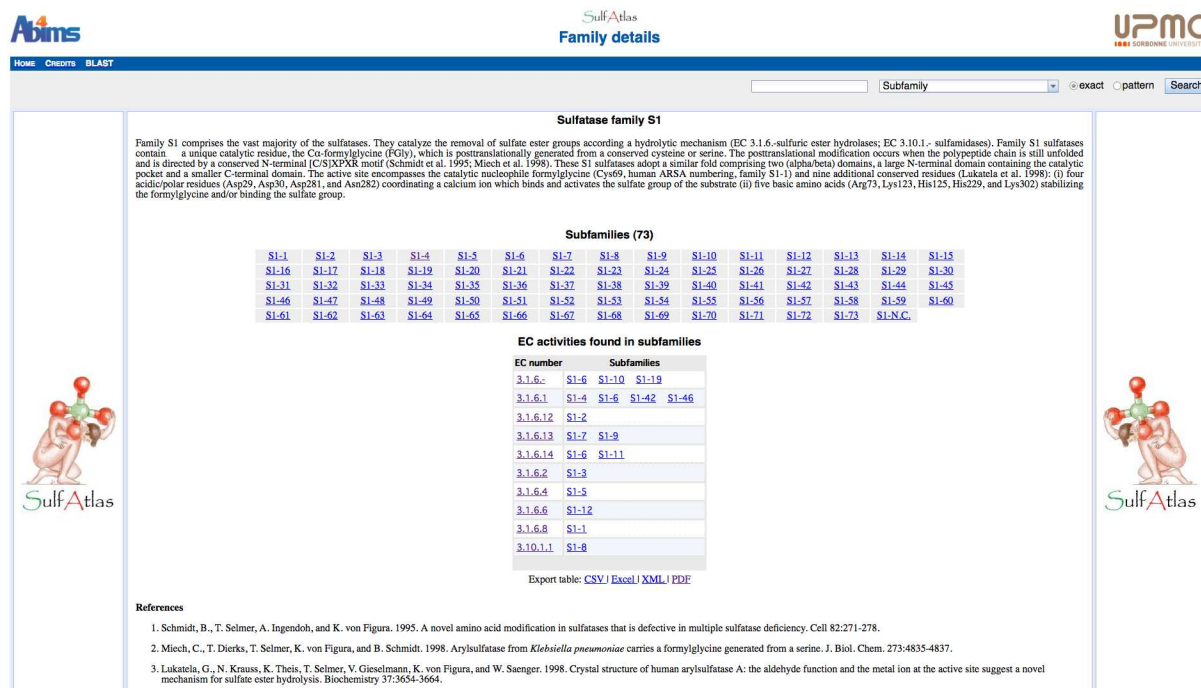 Abims
4
SulfAtlas
Family details
UPMC
SORBONNE UNIVERSIT
HOME CREDITS BLAST
Subfamily
exact pattern Search
Sulfatase family S1
Family S1 comprises the vast majority of the sulfatases. They catalyze the removal of sulfate ester groups according a hydrolytic mechanism (EC 3.1.6.-sulfuric ester hydrolases; EC 3.10.1.- sulfamidases). Family S1 sulfatases
contain a unique catalytic residue, the Cα-formylglycine (FGly), which is posttranslationally generated from a conserved cysteine or serine. The posttranslational modification occurs when the polypeptide chain is still unfolded
and is directed by a conserved N-terminal [C/S]XPXR motif (Schmidt et al. 1995; Miech et al. 1998). These S1 sulfatases adopt a similar fold comprising two (alpha/beta) domains, a large N-terminal domain containing the catalytic
pocket and a smaller C-terminal domain. The active site encompasses the catalytic nucleophile formylglycine (Cys69, human ARSA numbering, family S1-1) and nine additional conserved residues (Lukatela et al. 1998): (i) four
acidic/polar residues (Asp29, Asp30, Asp281, and Asn282) coordinating a calcium ion which binds and activates the sulfate group of the substrate (ii) five basic amino acids (Arg73, Lys123, His125, His229, and Lys302) stabilizing
the formylglycine and/or binding the sulfate group.
Subfamilies (73)
S1-1 S1-2 S1-3 S1-4 S1-5 S1-6 S1-7 S1-8 S1-9 S1-10 S1-11 S1-12 S1-13 S1-14 S1-15
S1-16 S1-17 S1-18 S1-19 S1-20 S1-21 S1-22 S1-23 S1-24 S1-25 S1-26 S1-27 S1-28 S1-29 S1-30
S1-31 S1-32 S1-33 S1-34 S1-35 S1-36 S1-37 S1-38 S1-39 S1-40 S1-41 S1-42 S1-43 S1-44 S1-45
S1-46 S1-47 S1-48 S1-49 S1-50 S1-51 S1-52 S1-53 S1-54 S1-55 S1-56 S1-57 S1-58 S1-59 S1-60
S1-61 S1-62 S1-63 S1-64 S1-65 S1-66 S1-67 S1-68 S1-69 S1-70 S1-71 S1-72 S1-73 S1-N.C.
EC activities found in subfamilies
EC number Subfamilies
3.1.6.- S1-6 S1-10 S1-19
3.1.6.1 S1-4 S1-6 S1-42 S1-46
3.1.6.12 S1-2
3.1.6.13 S1-7 S1-9
3.1.6.14 S1-6 S1-11
3.1.6.2 S1-3
3.1.6.4 S1-5
3.1.6.6 S1-12
3.1.6.8 S1-1
3.10.1.1 S1-8
SulfAtlas
SulfAtlas
Export table: CSV | Excel | XML | PDF
References
1. Schmidt, B., T. Selmer, A. Ingendoh, and K. von Figura. 1995. A novel amino acid modification in sulfatases that is defective in multiple sulfatase deficiency. Cell 82:271-278.
2. Miech, C., T. Dierks, T. Selmer, K. von Figura, and B. Schmidt. 1998. Arylsulfatase from Klebsiella pneumoniae carries a formylglycine generated from a serine. J. Biol. Chem. 273:4835-4837.
3. Lukatela, G., N. Krauss, K. Theis, T. Selmer, V. Gieselmann, K. von Figura, and W. Saenger. 1998. Crystal structure of human arylsulfatase A: the aldehyde function and the metal ion at the active site suggest a novel
mechanism for sulfate ester hydrolysis. Biochemistry 37:3654-3664.